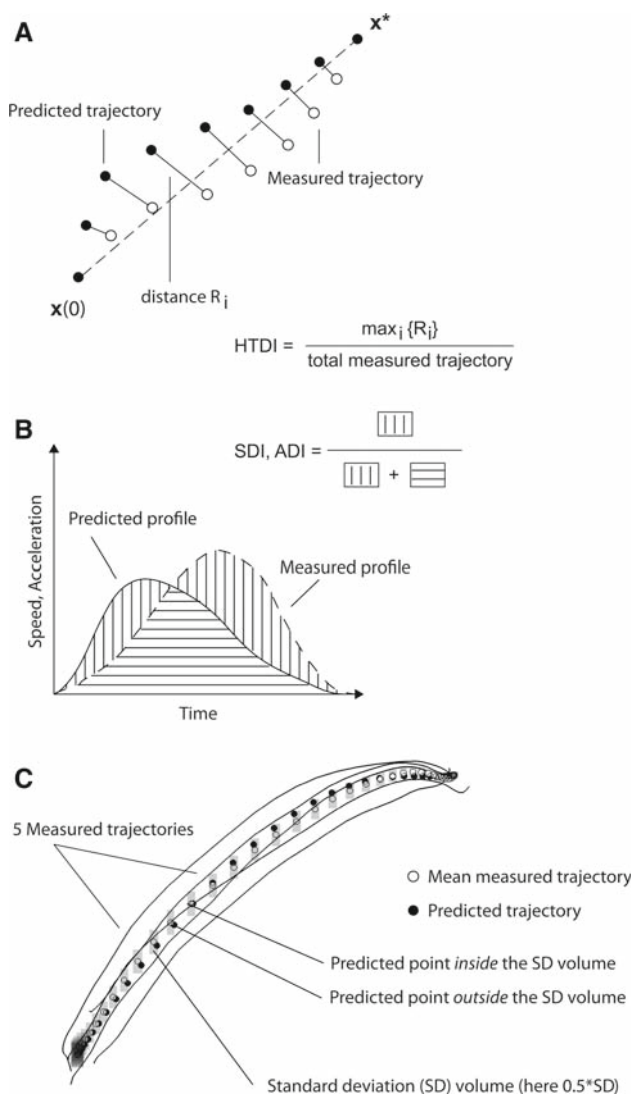 A
x*
Predicted trajectory
Measured trajectory
distance R i
x(0)
HTDI = max i {R i} / total measured trajectory
B
SDI, ADI = / +
Speed, Acceleration
Predicted profile
Measured profile
Time
C
5 Measured trajectories
Mean measured trajectory
Predicted trajectory
Predicted point inside the SD volume
Predicted point outside the SD volume
Standard deviation (SD) volume (here 0.5*SD)